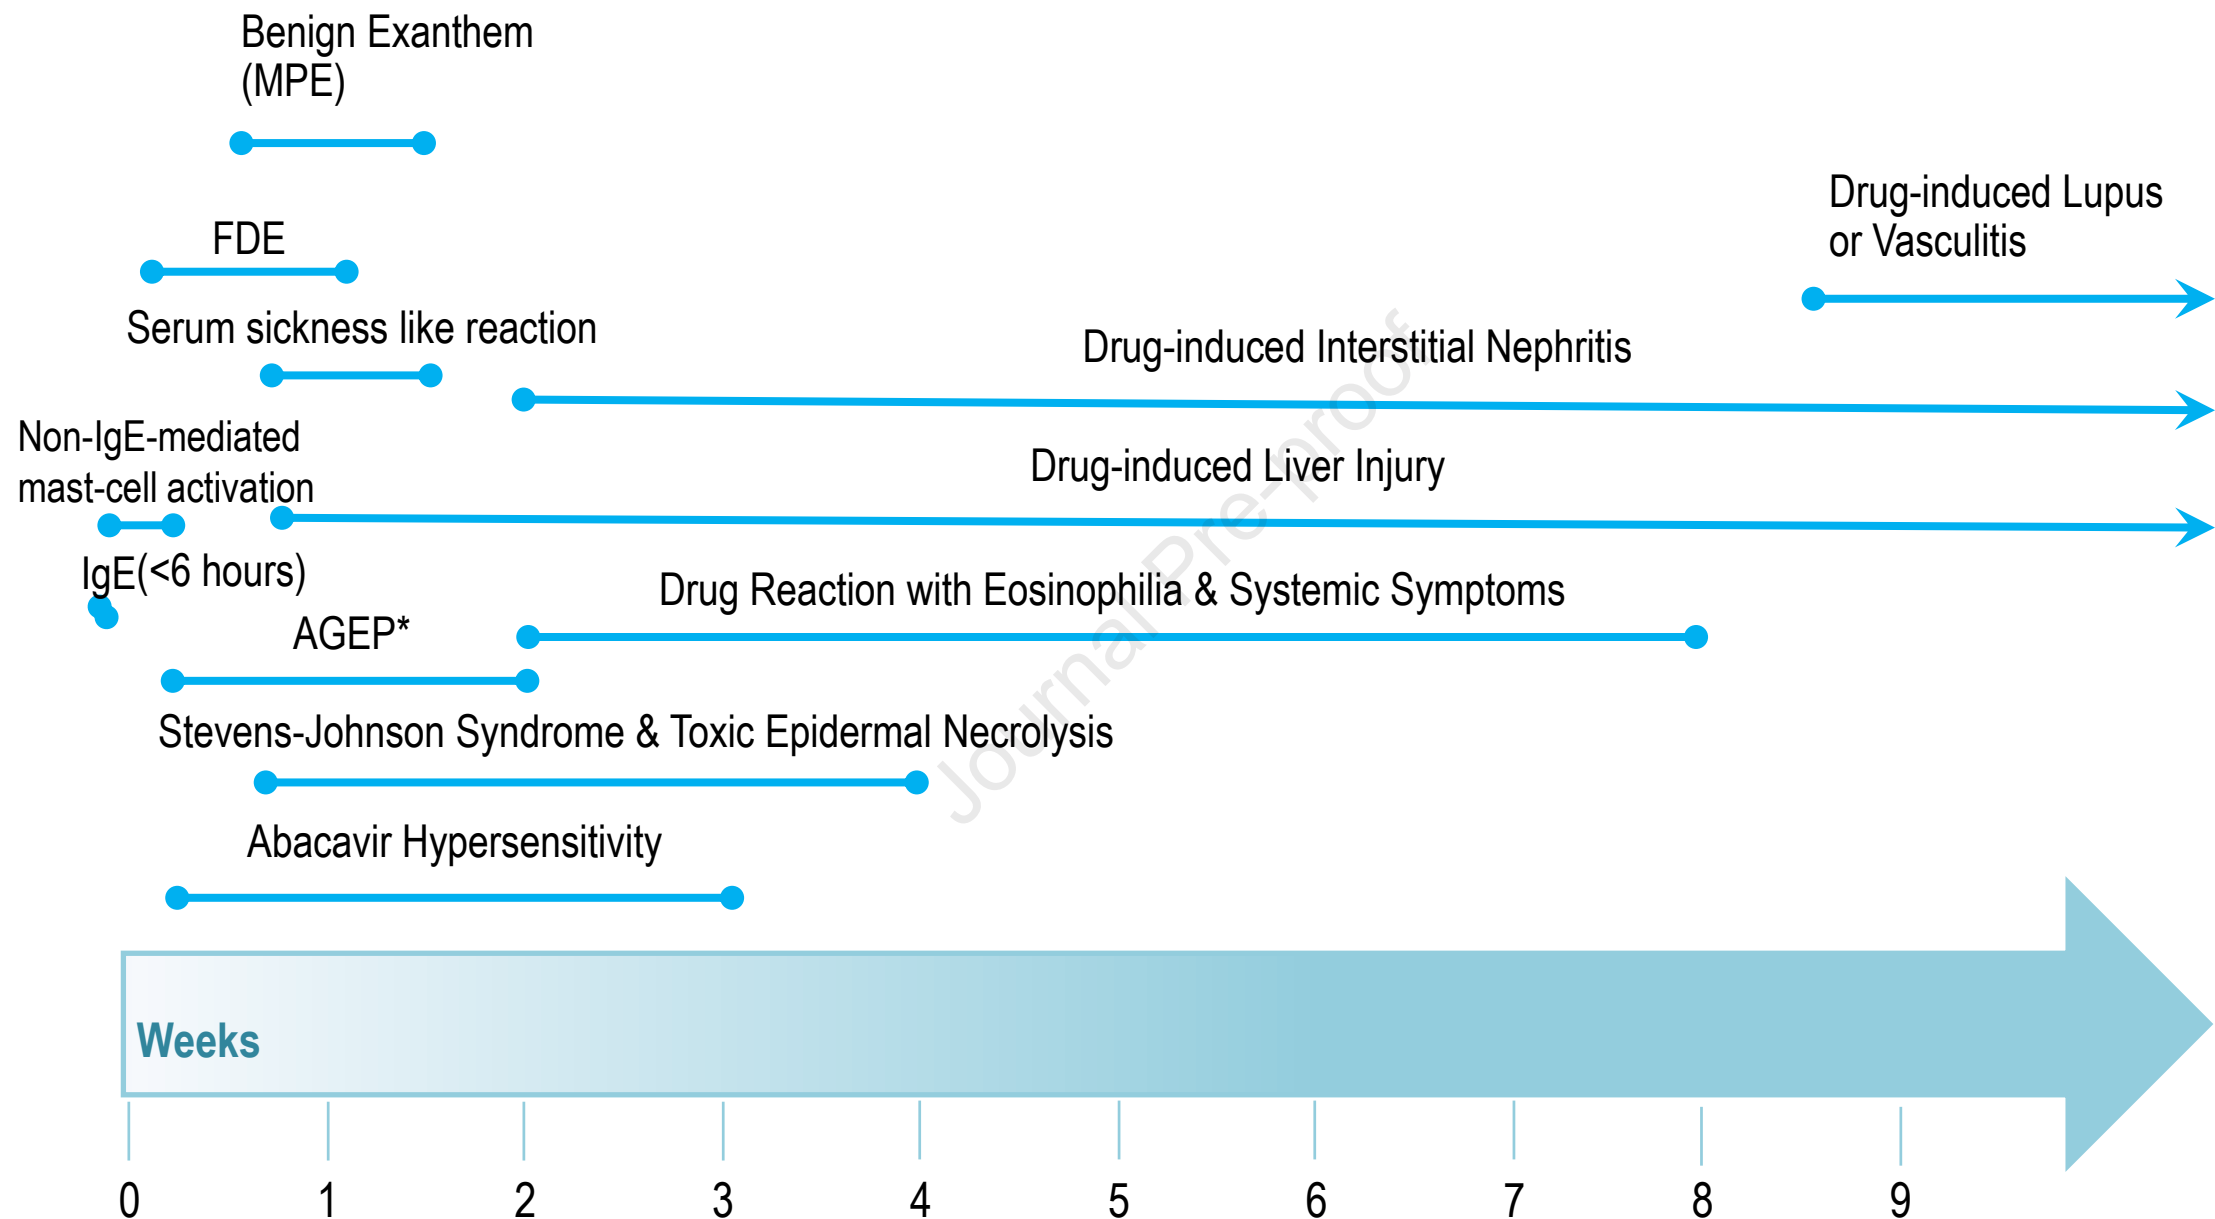 Benign Exanthem
(MPE)
FDE
Drug-induced Lupus
or Vasculitis
Serum sickness like reaction
Drug-induced Interstitial Nephritis
Non-IgE-mediated
mast-cell activation
Drug-induced Liver Injury
IgE(<6 hours)
Drug Reaction with Eosinophilia & Systemic Symptoms
AGEP*
Stevens-Johnson Syndrome & Toxic Epidermal Necrolysis
Abacavir Hypersensitivity
Journal Pre-proof
Weeks
0 1 2 3 4 5 6 7 8 9